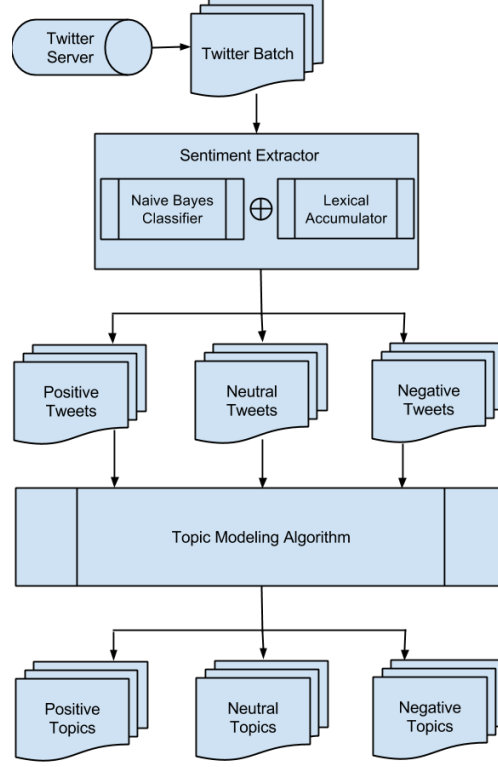 Twitter
Server
Twitter Batch
Sentiment Extractor
Naive Bayes
Classifier
Lexical
Accumulator
Positive
Tweets
Neutral
Tweets
Negative
Tweets
Topic Modeling Algorithm
Positive
Topics
Neutral
Topics
Negative
Topics